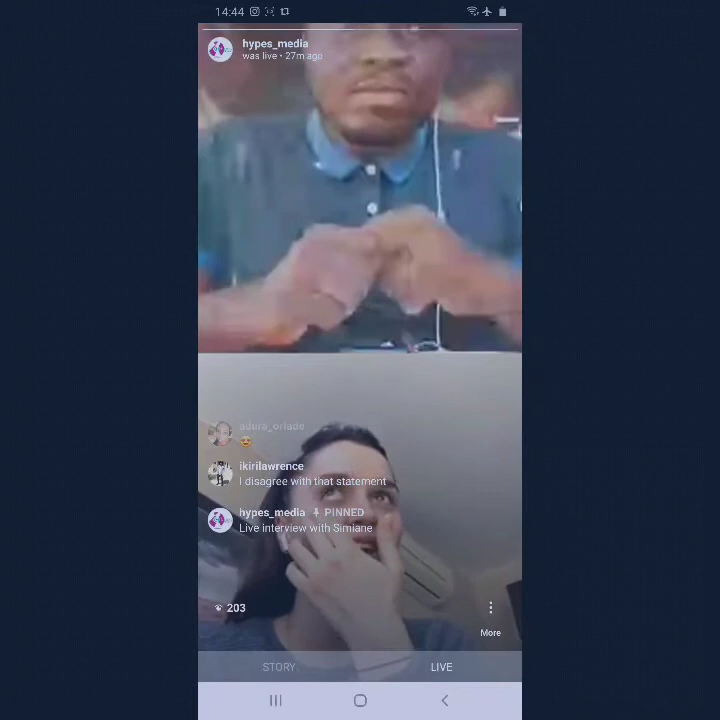 14:44
hypes_media
was live • 27m ago
adura_orlade
ikirilawrence
I disagree with that statement
hypes_media PINNED
Live interview with Simiane
203
More
STORY LIVE